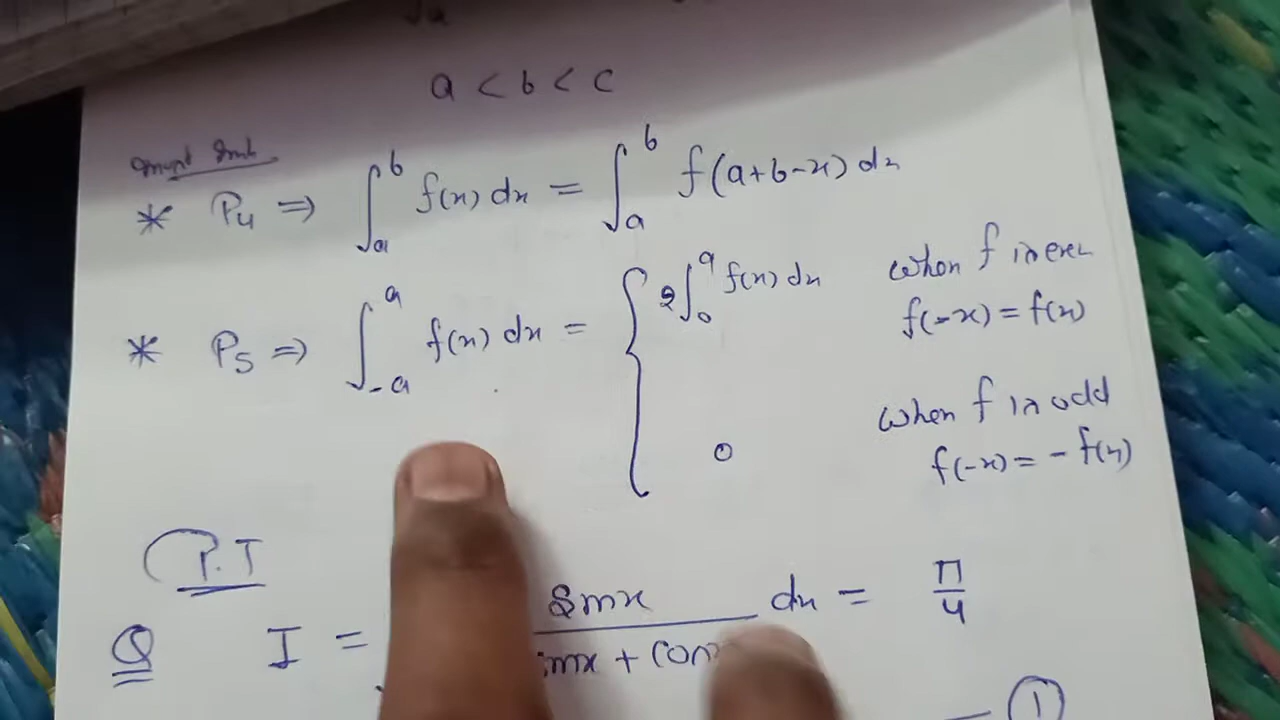 a < b < c
* P4 ⇒ ∫_a^b f(x) dx = ∫_a^b f(a+b-x) dx
* P5 ⇒ ∫_{-a}^a f(x) dx = { 2∫_0^a f(x) dx when f is even
f(-x) = f(x)
0 when f is odd
f(-x) = - f(x)
P.T
Q I = sinx / sinx + cosx dx = π/4
①